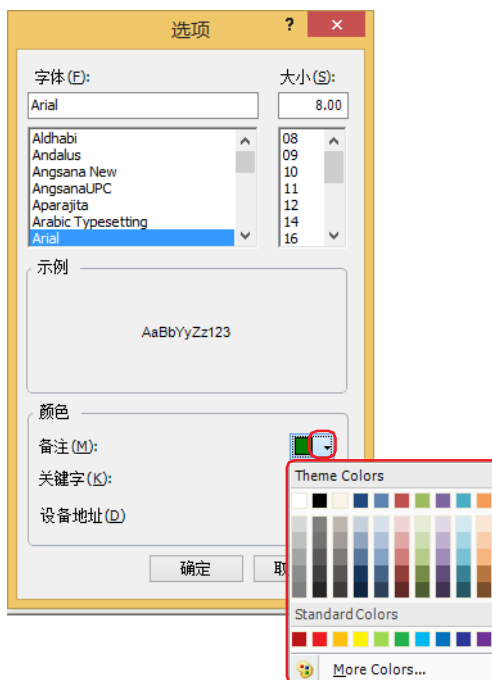 选项 ?
字体(F): 大小(S):
Arial 8.00
Aldhabi 08
Andalus 09
Angsana New 10
AngsanaUPC 11
Aparajita 12
Arabic Typesetting 14
Arial 16
示例
AaBbYyZz123
颜色
备注(M):
关键字(K):
Theme Colors
设备地址(D)
确定
Standard Colors
More Colors...